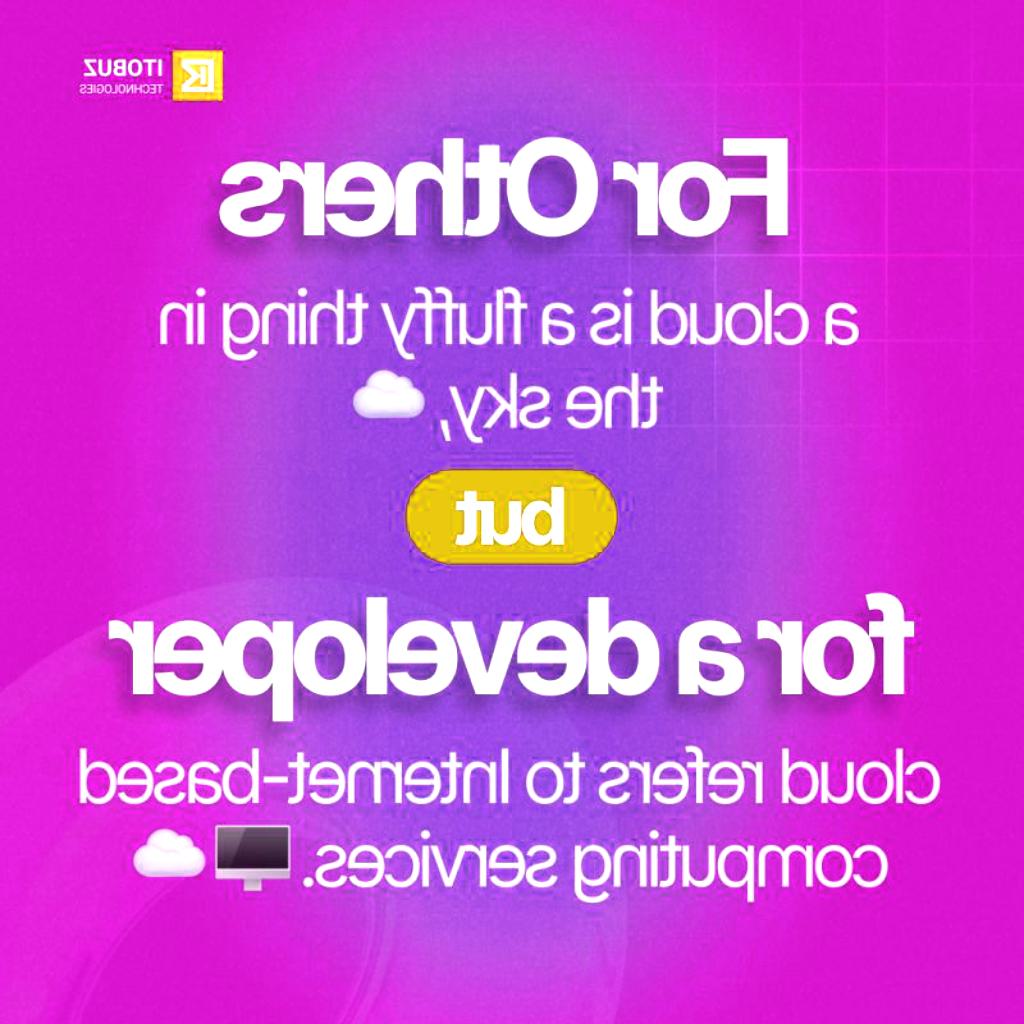 ITOBUZ
TECHNOLOGIES
For Others
a cloud is a fluffy thing in
the sky, ☁️
but
for a developer
cloud refers to Internet-based
computing services. 🖥️☁️